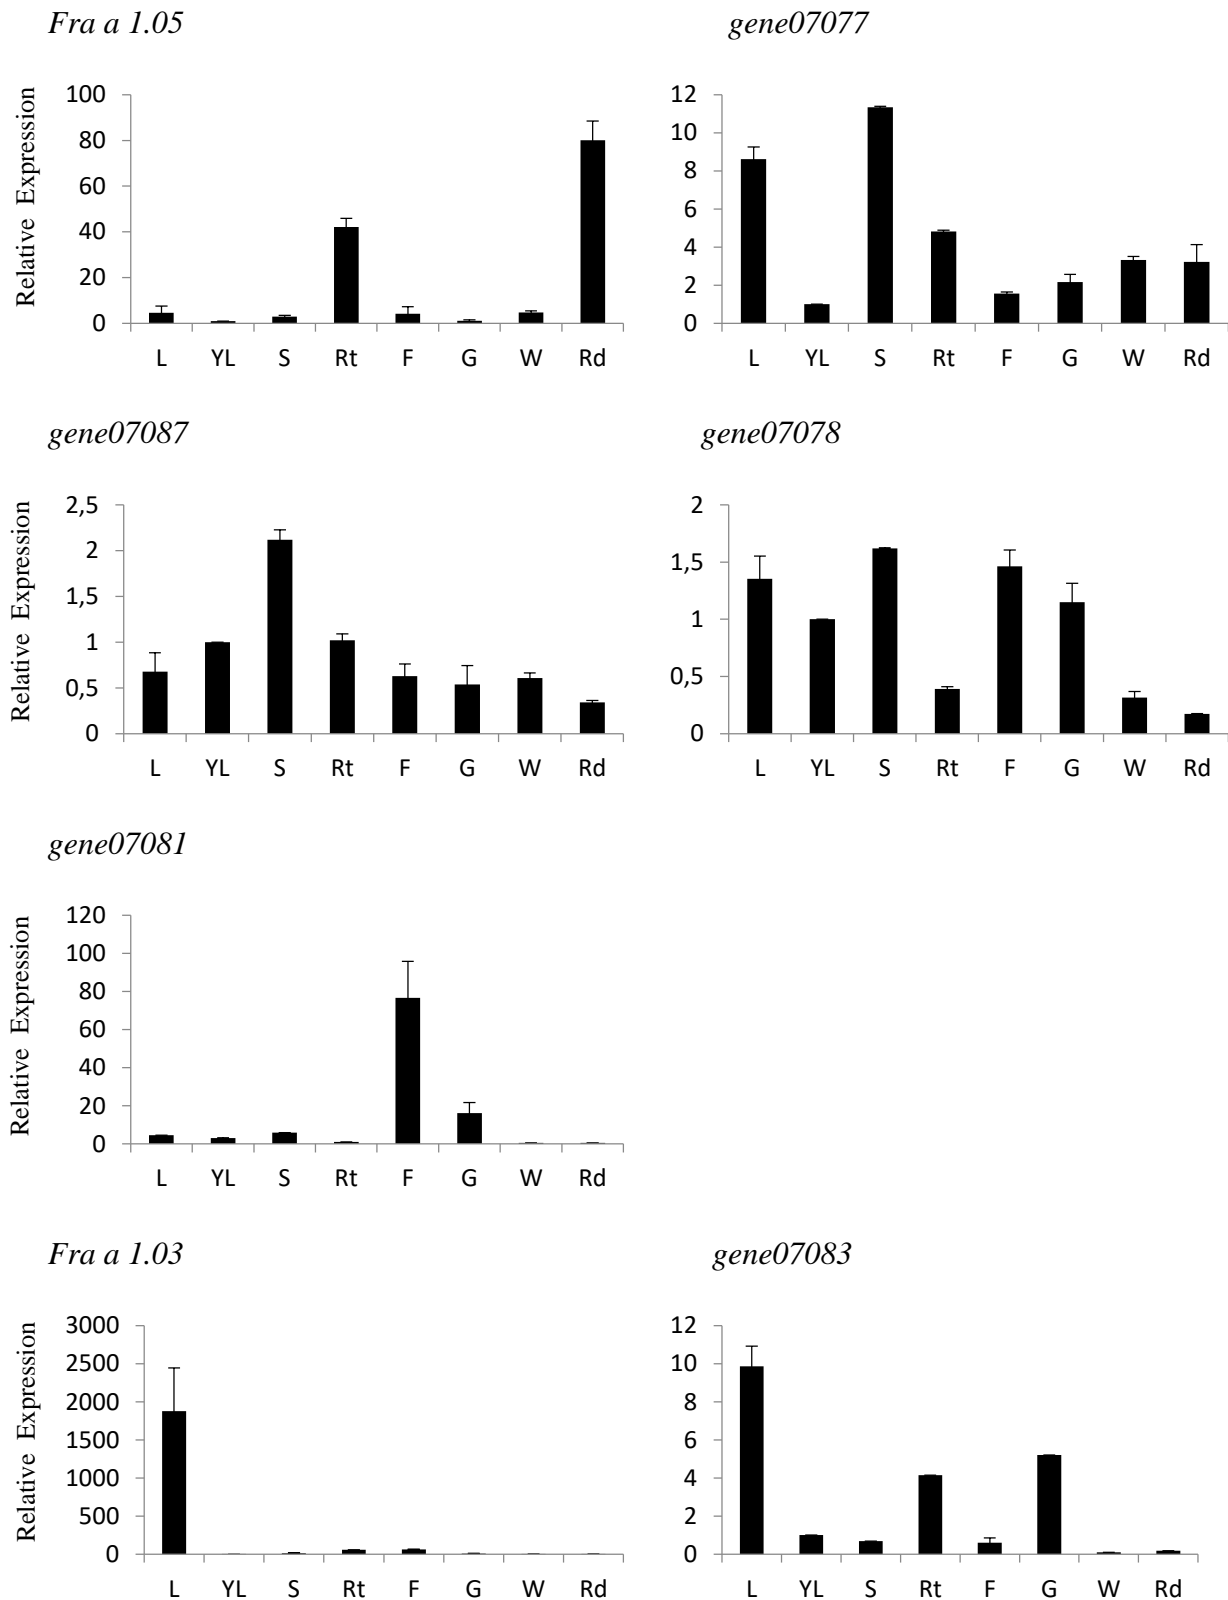 Fra a 1.05
Relative Expression
100
80
60
40
20
0
L YL S Rt F G W Rd
gene07077
12
10
8
6
4
2
0
L YL S Rt F G W Rd
gene07087
Relative Expression
2,5
2
1,5
1
0,5
0
L YL S Rt F G W Rd
gene07078
2
1,5
1
0,5
0
L YL S Rt F G W Rd
gene07081
Relative Expression
120
100
80
60
40
20
0
L YL S Rt F G W Rd
Fra a 1.03
Relative Expression
3000
2500
2000
1500
1000
500
0
L YL S Rt F G W Rd
gene07083
12
10
8
6
4
2
0
L YL S Rt F G W Rd